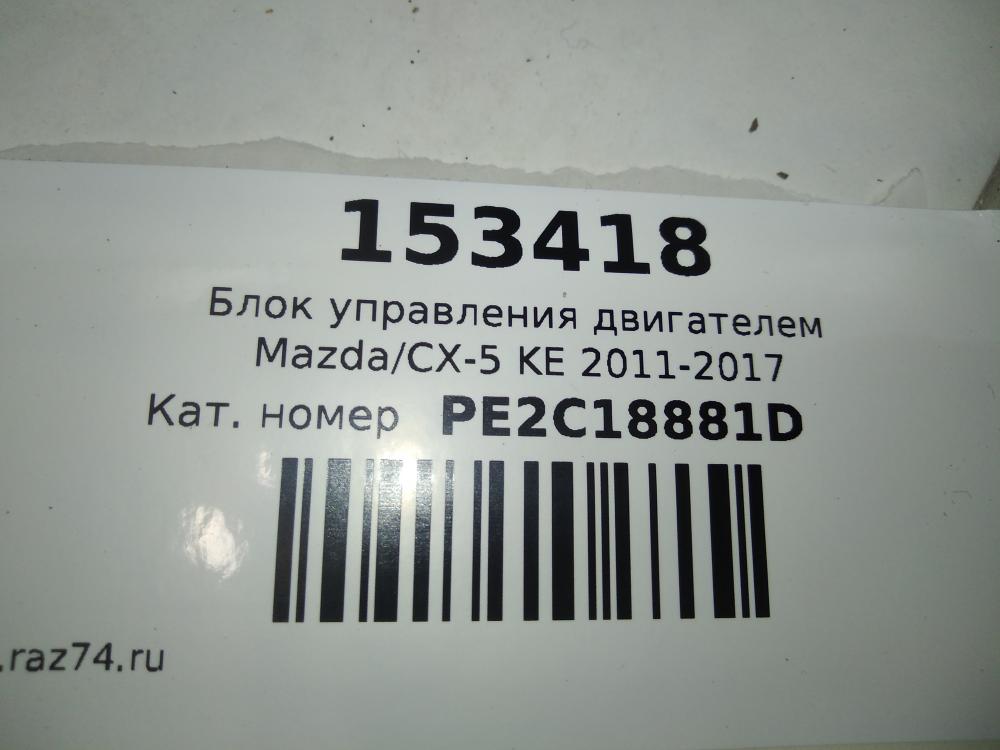 153418
Блок управления двигателем
Mazda/CX-5 KE 2011-2017
Кат. номер PE2C18881D
.raz74.ru